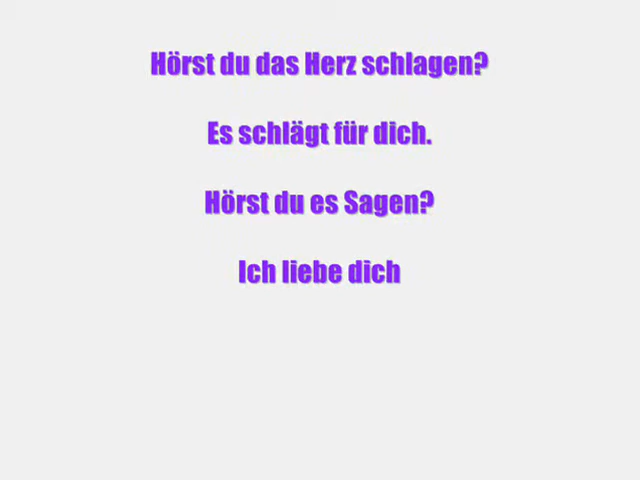 Hörst du das Herz schlagen?
Es schlägt für dich.
Hörst du es Sagen?
Ich liebe dich